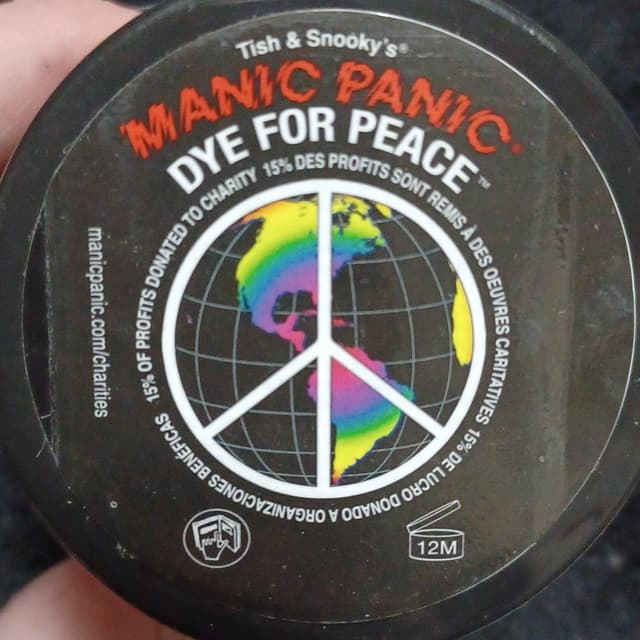 Tish & Snooky's®
MANIC PANIC®
DYE FOR PEACE™
15% OF PROFITS DONATED TO CHARITY 15% DES PROFITS SONT REMIS À DES OEUVRES CARITATIVES 15% DE LUCRO DONADO A ORGANIZACIONES BENÉFICAS
manicpanic.com/charities
12M